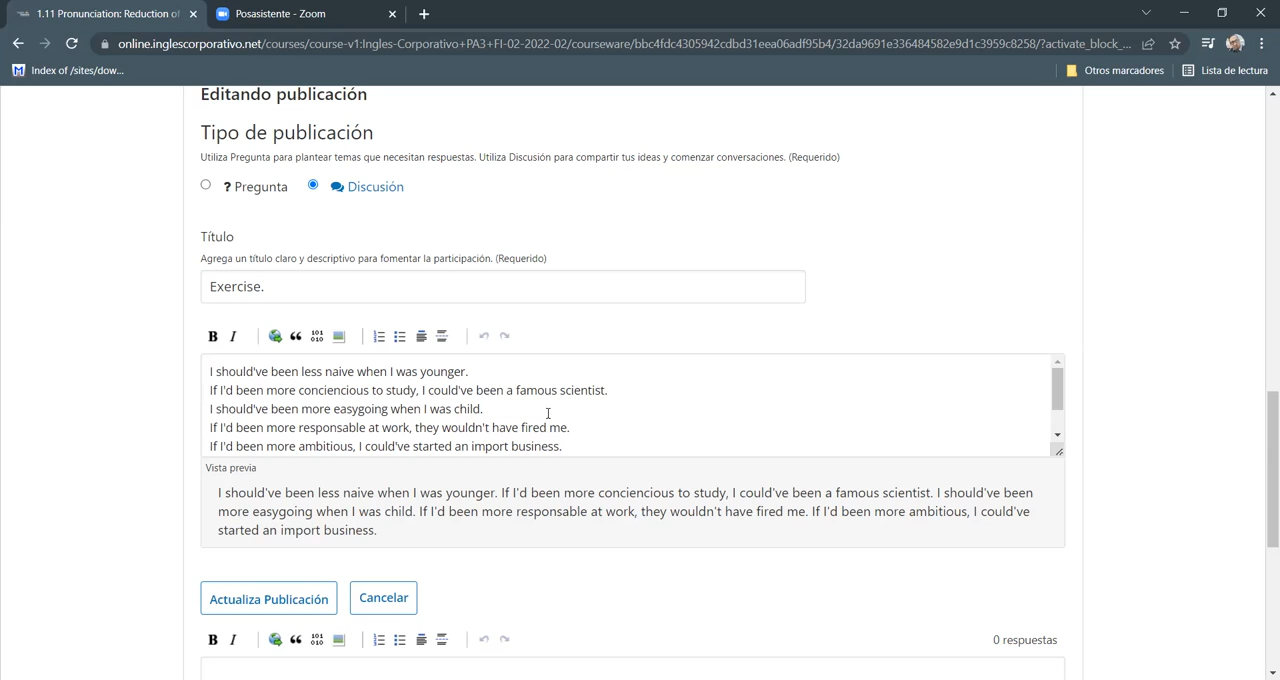 1.11 Pronunciation: Reduction of
Posasistente - Zoom
online.inglescorporativo.net/courses/course-v1:Ingles-Corporativo+PA3+FI-02-2022-02/courseware/bbc4fdc4305942cdbd31eea06adf95b4/32da9691e336484582e9d1c3959c8258/?activate_block_...
Index of /sites/dow...
Otros marcadores
Lista de lectura
Editando publicación
Tipo de publicación
Utiliza Pregunta para plantear temas que necesitan respuestas. Utiliza Discusión para compartir tus ideas y comenzar conversaciones. (Requerido)
? Pregunta
Discusión
Título
Agrega un título claro y descriptivo para fomentar la participación. (Requerido)
Exercise.
B I
I should've been less naive when I was younger.
If I'd been more conciencious to study, I could've been a famous scientist.
I should've been more easygoing when I was child.
If I'd been more responsable at work, they wouldn't have fired me.
If I'd been more ambitious, I could've started an import business.
Vista previa
I should've been less naive when I was younger. If I'd been more conciencious to study, I could've been a famous scientist. I should've been
more easygoing when I was child. If I'd been more responsable at work, they wouldn't have fired me. If I'd been more ambitious, I could've
started an import business.
Actualiza Publicación
Cancelar
B I
0 respuestas